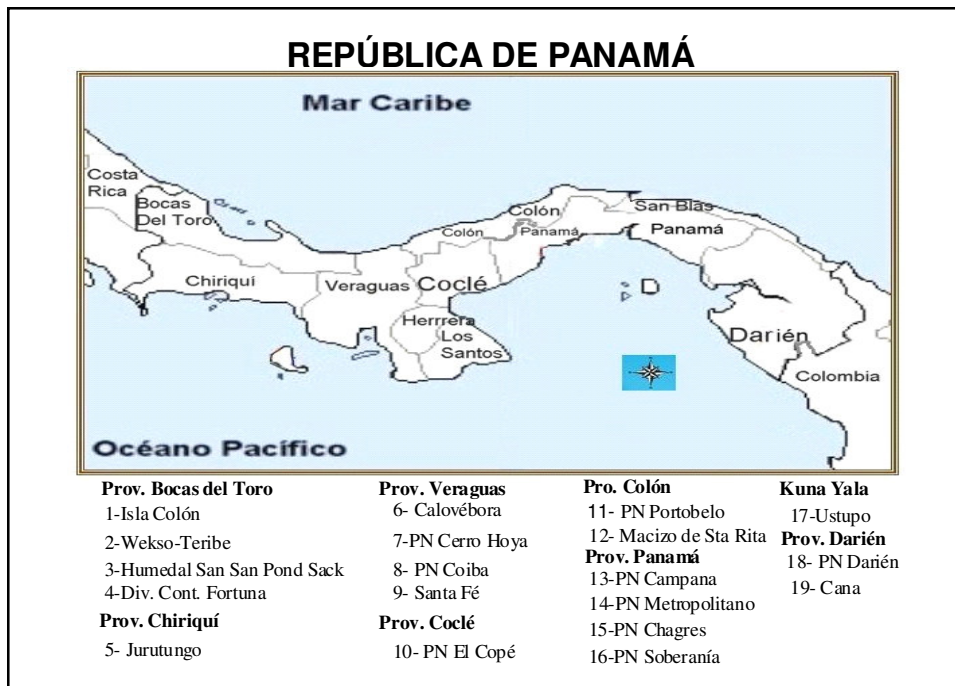 REPÚBLICA DE PANAMÁ
Mar Caribe
Costa
Rica
Bocas
Del Toro
Chiriquí
Veraguas
Coclé
Colón
Colón
Panamá
San Blas
Panamá
Herrrera
Los
Santos
Darién
Colombia
Océano Pacífico
Prov. Bocas del Toro
1-Isla Colón
2-Wekso-Teribe
3-Humedal San San Pond Sack
4-Div. Cont. Fortuna
Prov. Chiriquí
5- Jurutungo
Prov. Veraguas
6- Calovébora
7-PN Cerro Hoya
8- PN Coiba
9- Santa Fé
Prov. Coclé
10- PN El Copé
Pro. Colón
11- PN Portobelo
12- Macizo de Sta Rita
Prov. Panamá
13-PN Campana
14-PN Metropolitano
15-PN Chagres
16-PN Soberanía
Kuna Yala
17-Ustupo
Prov. Darién
18- PN Darién
19- Cana